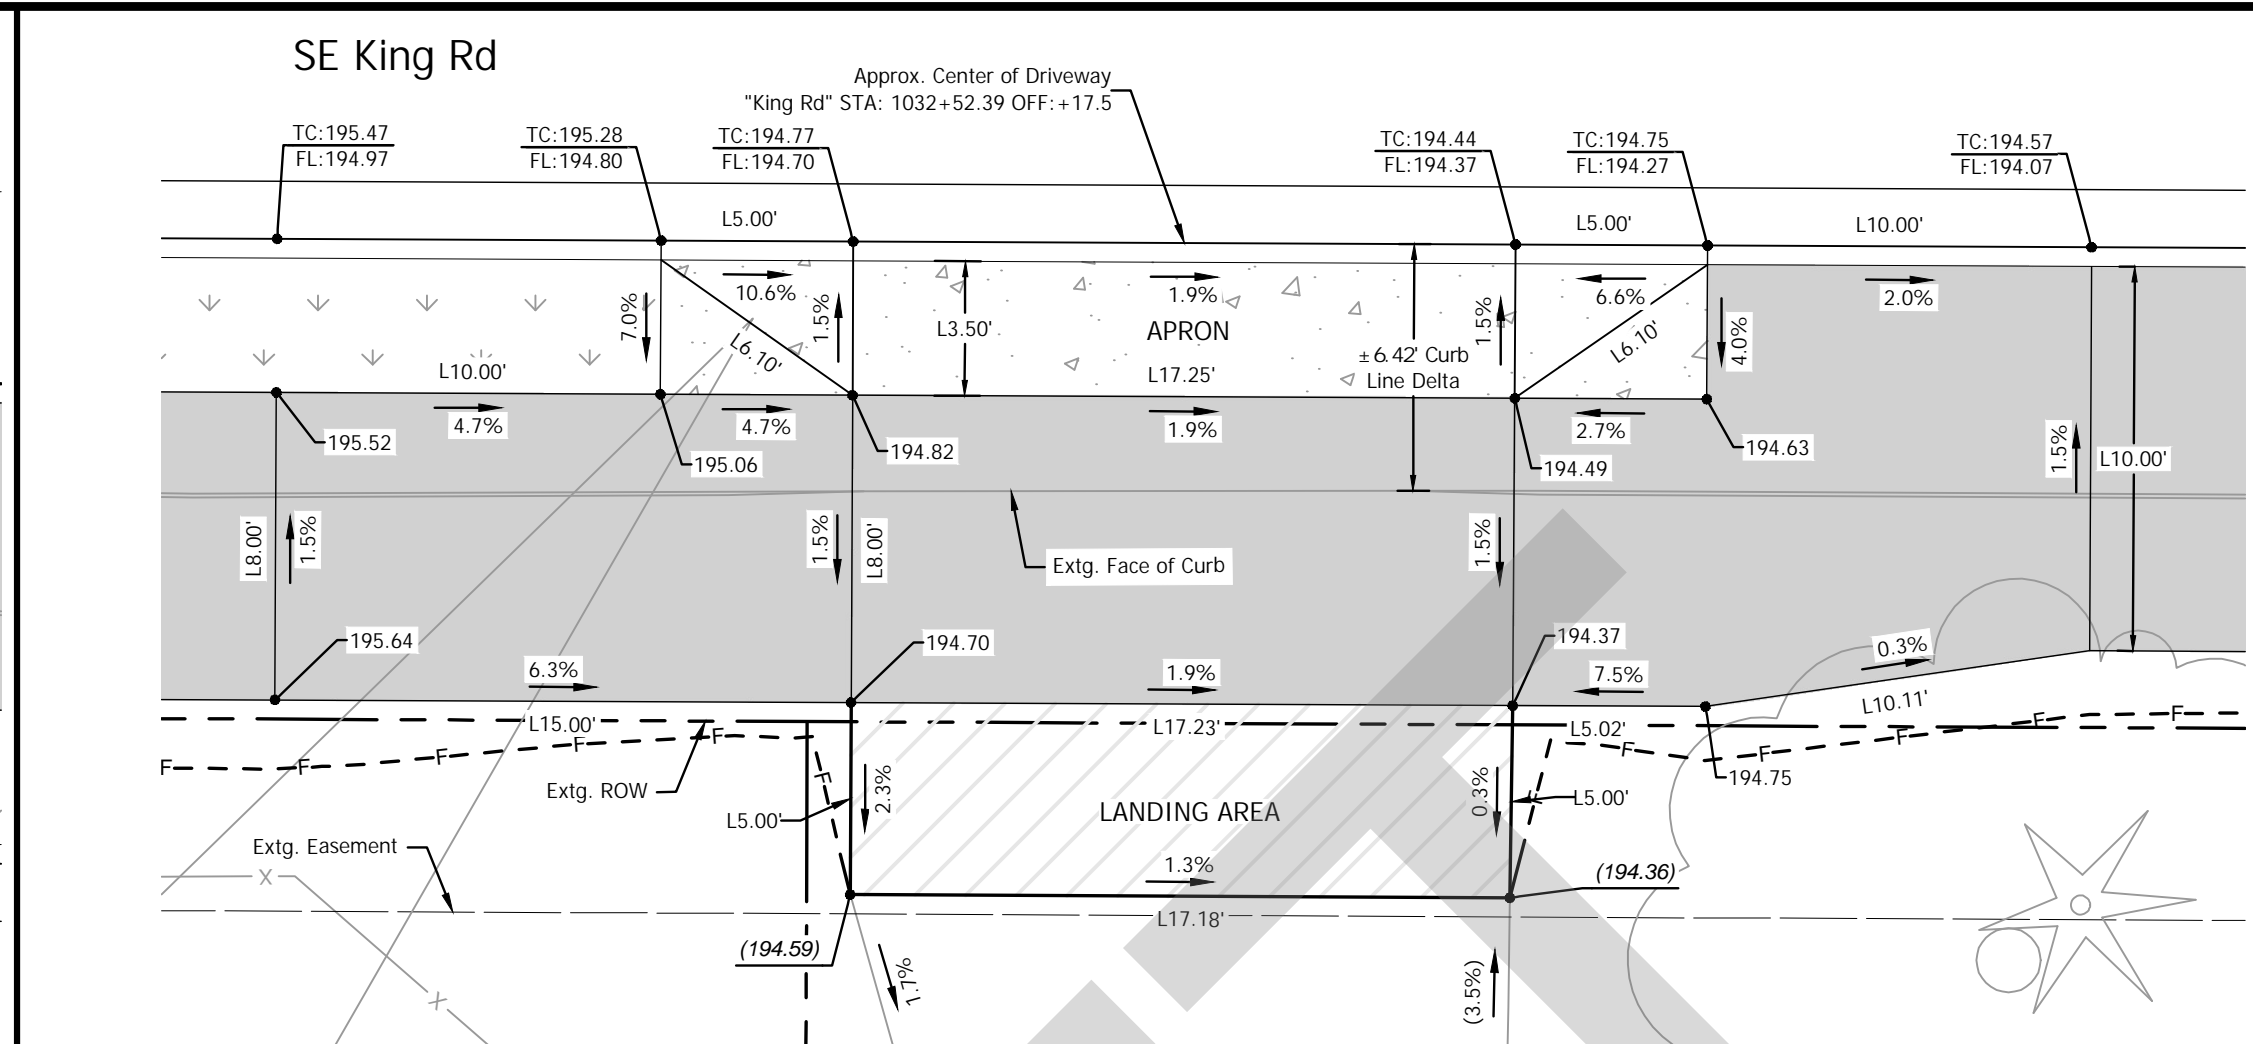 SE King Rd
Approx. Center of Driveway
"King Rd" STA: 1032+52.39 OFF:+17.5
TC:195.47
FL:194.97
TC:195.28
FL:194.80
TC:194.77
FL:194.70
TC:194.44
FL:194.37
TC:194.75
FL:194.27
TC:194.57
FL:194.07
L5.00'
L5.00'
L10.00'
7.0%
10.6%
1.5%
L6.10'
L3.50'
1.9%
APRON
L17.25'
±6.42' Curb
Line Delta
1.5%
6.6%
L6.10'
4.0%
2.0%
L10.00'
4.7%
4.7%
1.9%
2.7%
195.52
195.06
194.82
194.49
194.63
1.5%
L10.00'
L8.00'
1.5%
1.5%
L8.00'
Extg. Face of Curb
1.5%
195.64
194.70
194.37
6.3%
1.9%
7.5%
0.3%
L15.00'
L17.23'
L5.02'
L10.11'
F
F
F
F
F
F
F
F
F
F
F
Extg. ROW
2.3%
L5.00'
LANDING AREA
0.3%
L5.00'
194.75
Extg. Easement
1.3%
(194.36)
X
L17.18'
(194.59)
1.7%
(3.5%)
X